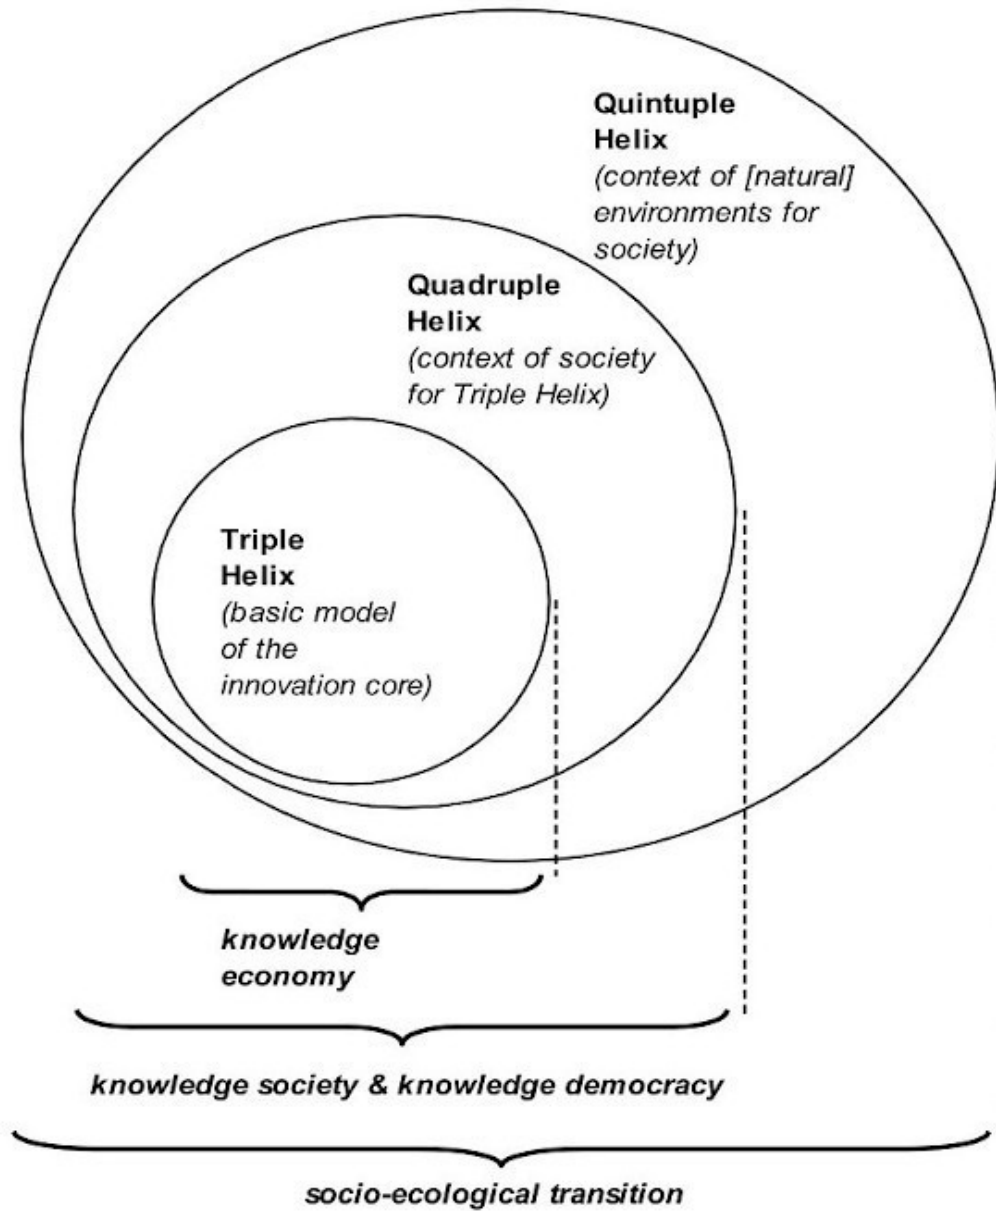 Quintuple
Helix
(context of [natural]
environments for
society)
Quadruple
Helix
(context of society
for Triple Helix)
Triple
Helix
(basic model
of the
innovation core)
knowledge
economy
knowledge society & knowledge democracy
socio-ecological transition